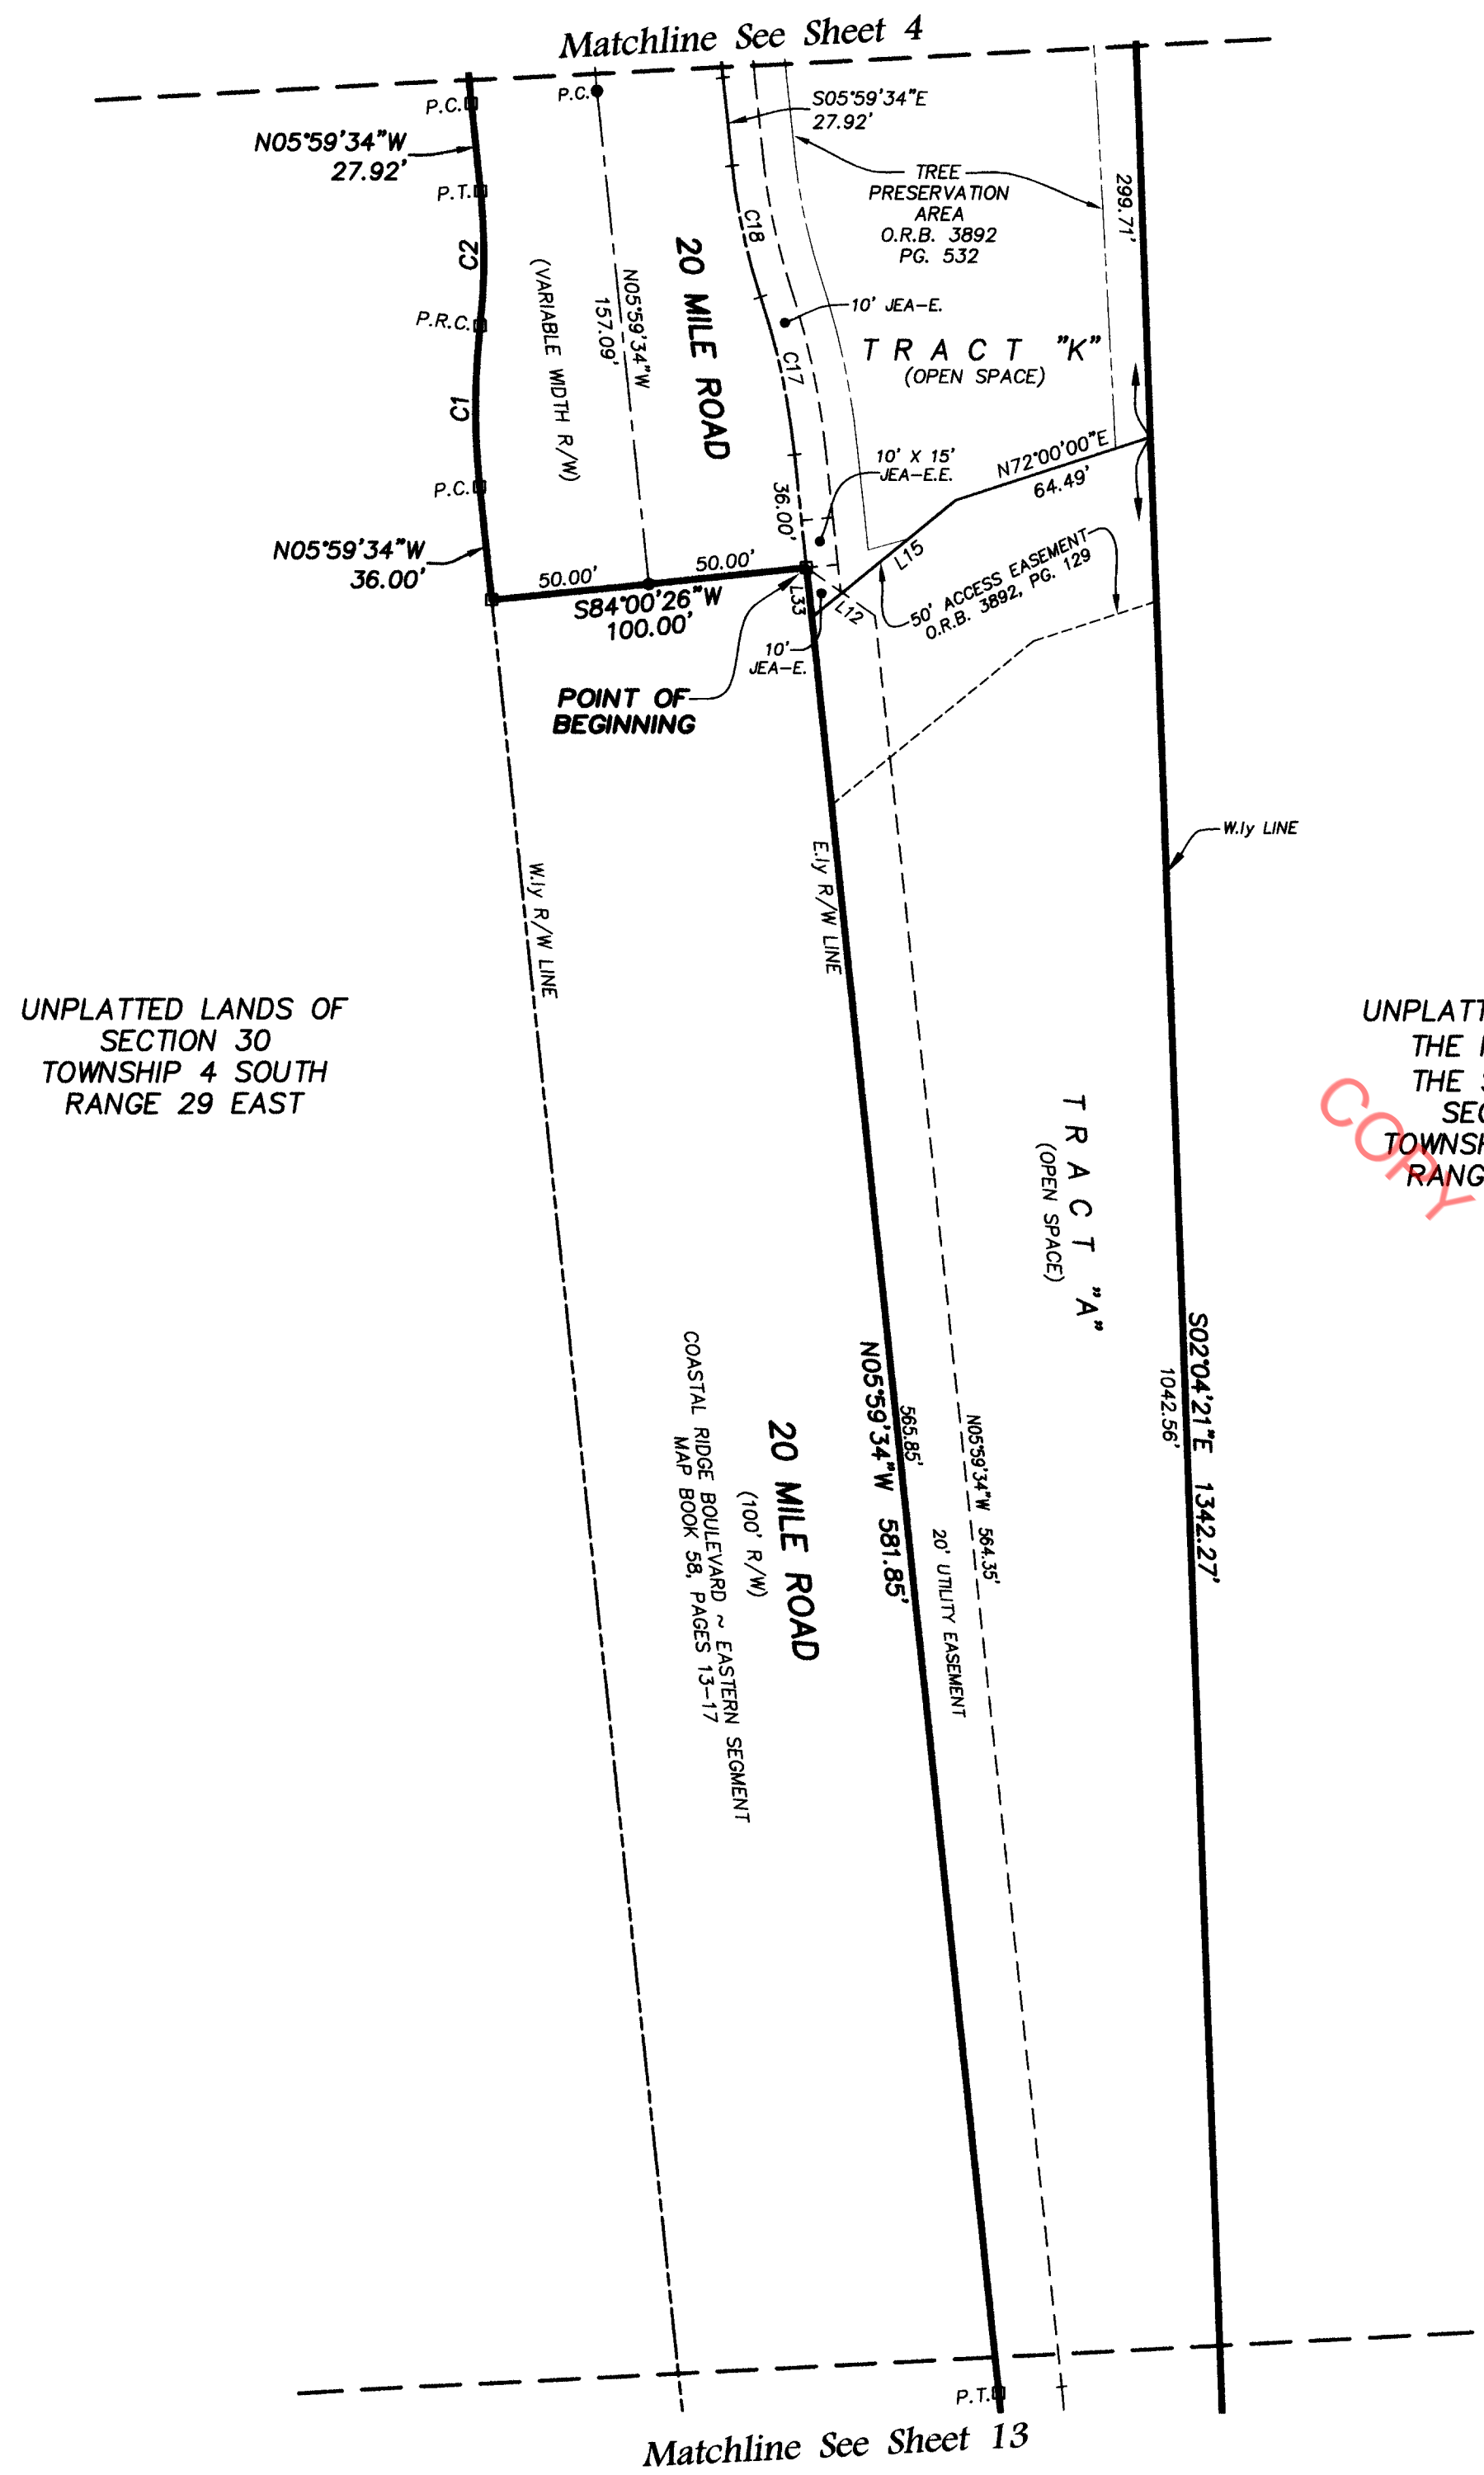 Matchline See Sheet 4
P.C.
P.C.
S05°59'34"E
27.92'
N05°59'34"W
27.92'
TREE
PRESERVATION
AREA
O.R.B. 3892
PG. 532
299.71'
P.T.
C18
C2
20 MILE ROAD
(VARIABLE WIDTH R/W)
N05°59'34"W
157.09'
10' JEA-E.
P.R.C.
C17
TRACT "K"
(OPEN SPACE)
C1
10' X 15'
JEA-E.E.
N72°00'00"E
64.49'
P.C.
36.00'
N05°59'34"W
36.00'
50.00'
50.00'
S84°00'26"W
100.00'
L15
L33
L12
50' ACCESS EASEMENT
O.R.B. 3892, PG. 129
10'
JEA-E.
POINT OF
BEGINNING
W.ly LINE
W.ly R/W LINE
E.ly R/W LINE
UNPLATTED LANDS OF
SECTION 30
TOWNSHIP 4 SOUTH
RANGE 29 EAST
UNPLATT
THE
THE
SEC
TOWNSH
RANG
COPY
TRACT "A"
(OPEN SPACE)
S02°04'21"E 1342.27'
1042.56'
N05°59'34"W 581.85'
565.85'
N05°59'34"W 564.35'
20' UTILITY EASEMENT
20 MILE ROAD
(100' R/W)
COASTAL RIDGE BOULEVARD ~ EASTERN SEGMENT
MAP BOOK 58, PAGES 13-17
P.T.
Matchline See Sheet 13